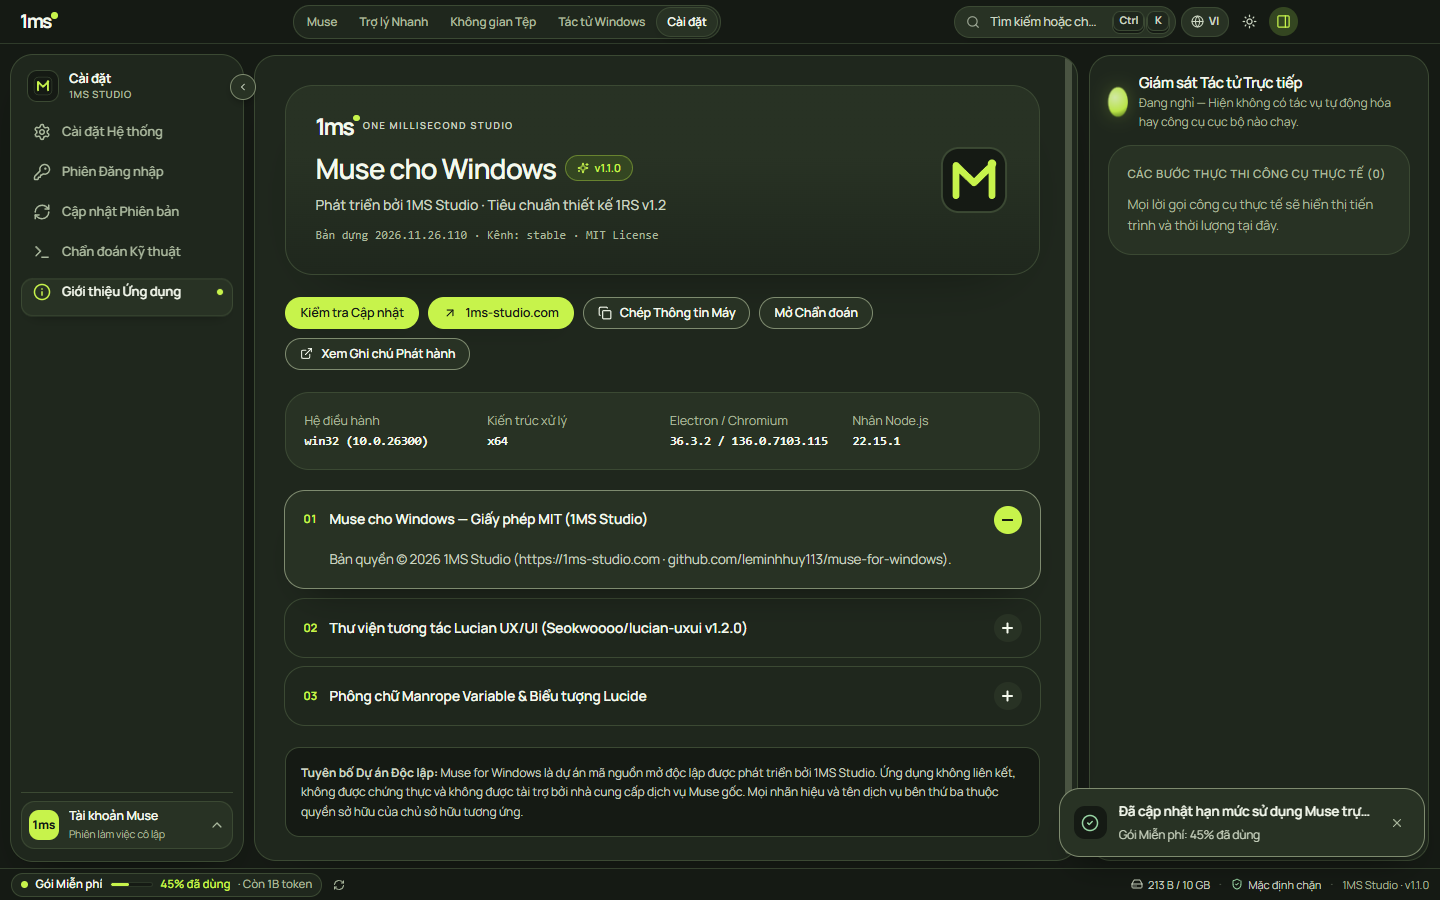 1ms
Muse
Trợ lý Nhanh
Không gian Tệp
Tác tử Windows
Cài đặt
Tìm kiếm hoặc ch...
Ctrl
K
VI
Cài đặt
1MS STUDIO
Cài đặt Hệ thống
Phiên Đăng nhập
Cập nhật Phiên bản
Chẩn đoán Kỹ thuật
Giới thiệu Ứng dụng
Tài khoản Muse
1ms
Phiên làm việc cô lập
1ms ONE MILLISECOND STUDIO
Muse cho Windows
v1.1.0
Phát triển bởi 1MS Studio · Tiêu chuẩn thiết kế 1RS v1.2
Bản dựng 2026.11.26.110 · Kênh: stable · MIT License
Kiểm tra Cập nhật
1ms-studio.com
Chép Thông tin Máy
Mở Chẩn đoán
Xem Ghi chú Phát hành
Hệ điều hành
win32 (10.0.26300)
Kiến trúc xử lý
x64
Electron / Chromium
36.3.2 / 136.0.7103.115
Nhân Node.js
22.15.1
01 Muse cho Windows — Giấy phép MIT (1MS Studio)
Bản quyền © 2026 1MS Studio (https://1ms-studio.com · github.com/leminhhuy113/muse-for-windows).
02 Thư viện tương tác Lucian UX/UI (Seokwoooo/lucian-uxui v1.2.0)
03 Phông chữ Manrope Variable & Biểu tượng Lucide
Tuyên bố Dự án Độc lập: Muse for Windows là dự án mã nguồn mở độc lập được phát triển bởi 1MS Studio. Ứng dụng không liên kết,
không được chứng thực và không được tài trợ bởi nhà cung cấp dịch vụ Muse gốc. Mọi nhãn hiệu và tên dịch vụ bên thứ ba thuộc
quyền sở hữu của chủ sở hữu tương ứng.
Giám sát Tác tử Trực tiếp
Đang nghỉ — Hiện không có tác vụ tự động hóa
hay công cụ cục bộ nào chạy.
CÁC BƯỚC THỰC THI CÔNG CỤ THỰC TẾ (0)
Mọi lời gọi công cụ thực tế sẽ hiển thị tiến
trình và thời lượng tại đây.
Đã cập nhật hạn mức sử dụng Muse trự...
Gói Miễn phí: 45% đã dùng
Gói Miễn phí
45% đã dùng
· Còn 1B token
213 B / 10 GB
·
Mặc định chặn
·
1MS Studio · v1.1.0